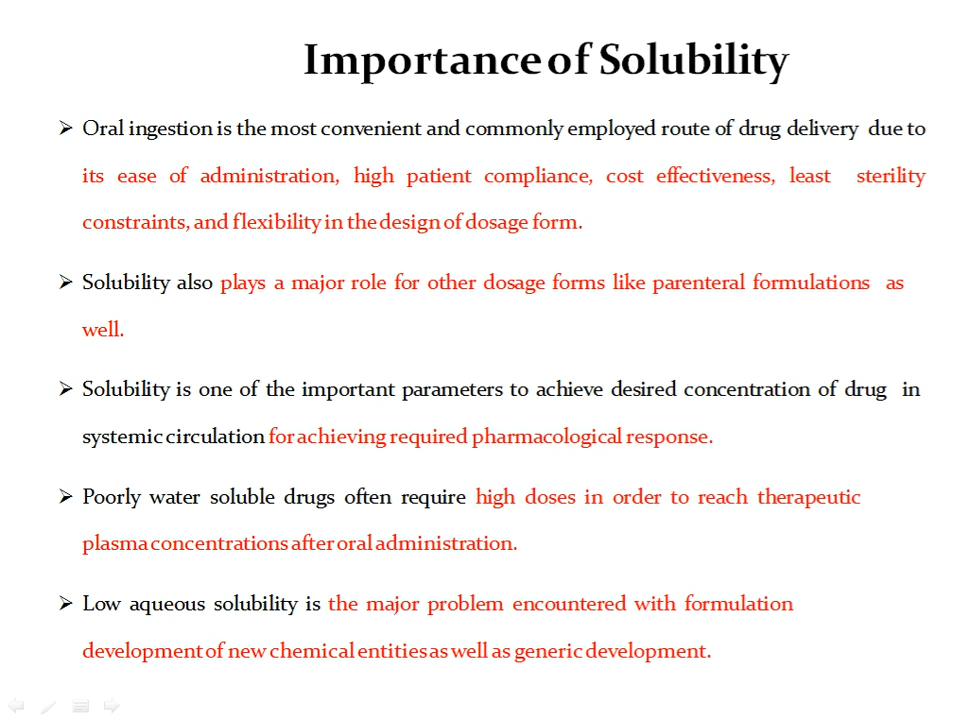 Importance of Solubility
➢ Oral ingestion is the most convenient and commonly employed route of drug delivery due to
its ease of administration, high patient compliance, cost effectiveness, least sterility
constraints, and flexibility in the design of dosage form.
➢ Solubility also plays a major role for other dosage forms like parenteral formulations as
well.
➢ Solubility is one of the important parameters to achieve desired concentration of drug in
systemic circulation for achieving required pharmacological response.
➢ Poorly water soluble drugs often require high doses in order to reach therapeutic
plasma concentrations after oral administration.
➢ Low aqueous solubility is the major problem encountered with formulation
development of new chemical entities as well as generic development.